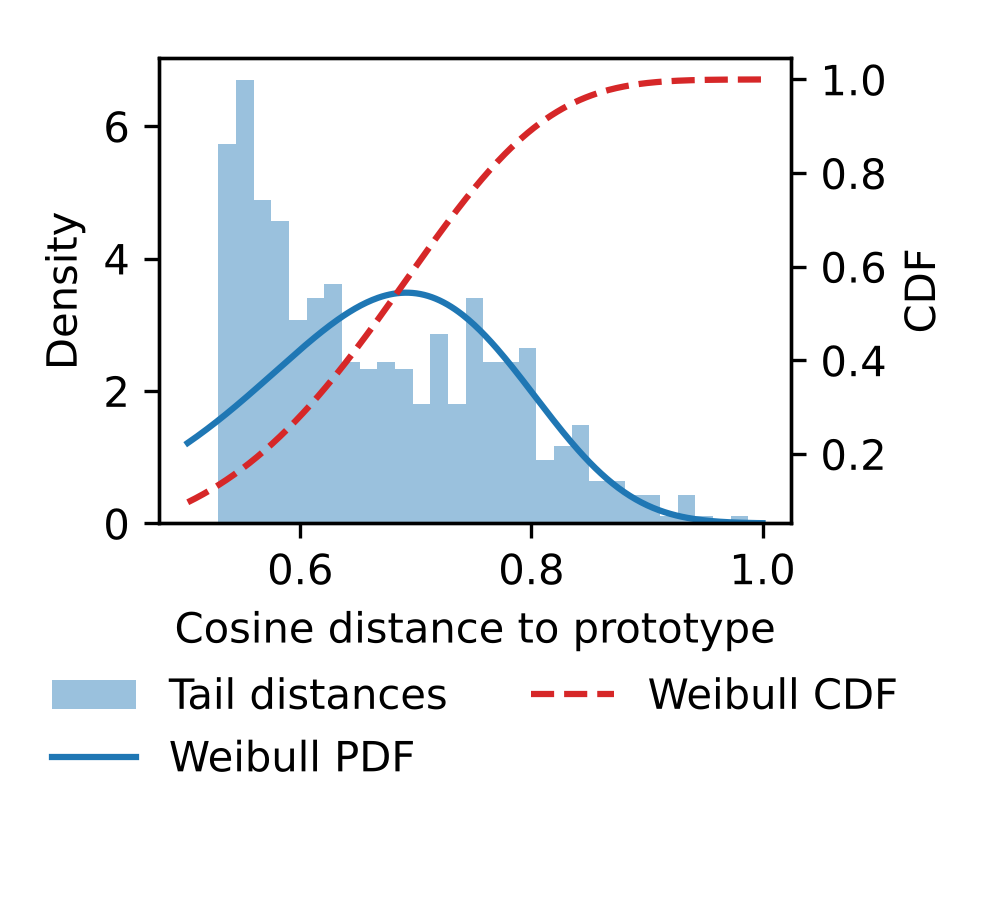 6
4
2
0
Density
1.0
0.8
0.6
0.4
0.2
CDF
0.6 0.8 1.0
Cosine distance to prototype
Tail distances Weibull CDF
Weibull PDF